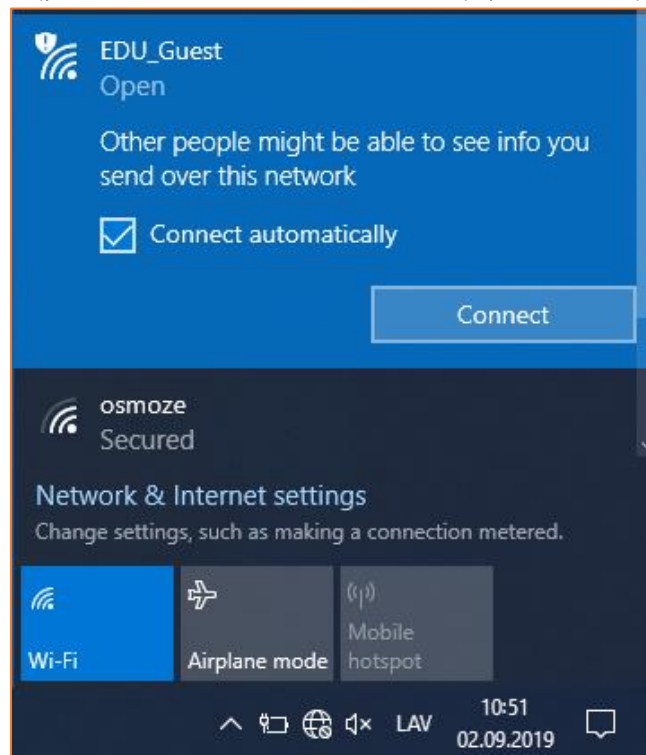 EDU_Guest
Open
Other people might be able to see info you
send over this network
Connect automatically
Connect
osmoze
Secured
Network & Internet settings
Change settings, such as making a connection metered.
Wi-Fi
Airplane mode
Mobile
hotspot
LAV
10:51
02.09.2019